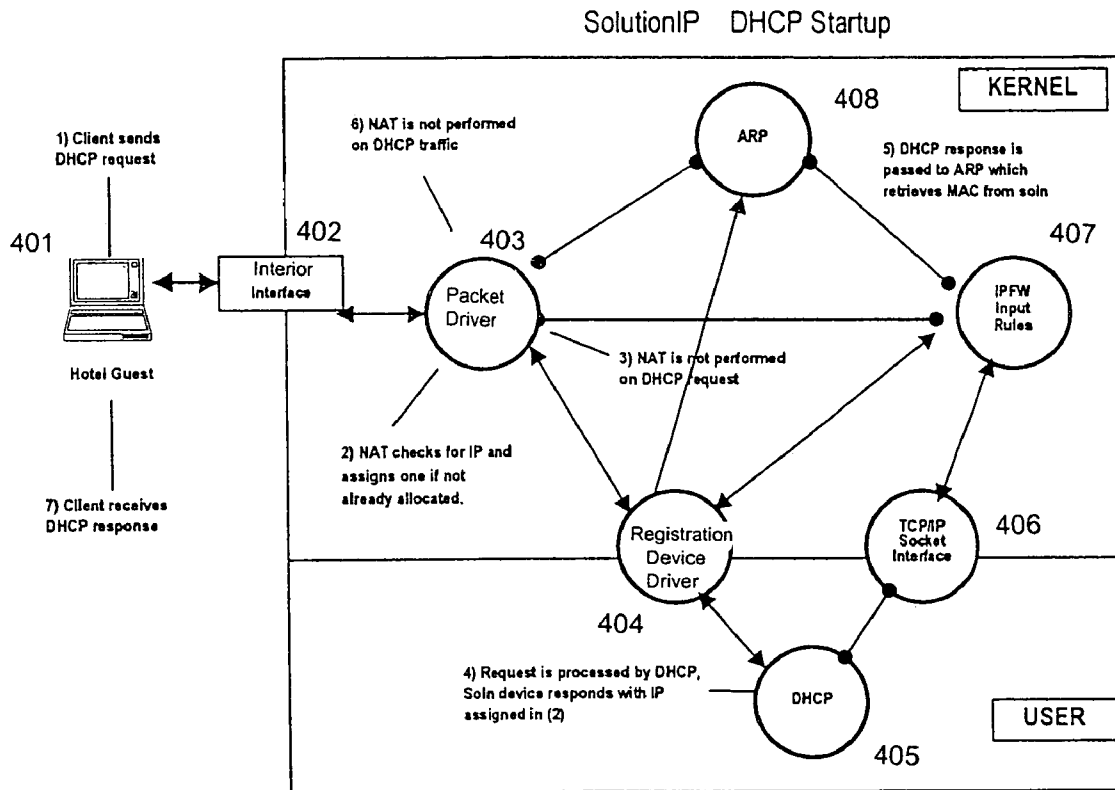 SolutionIP DHCP Startup
KERNEL
408
ARP
6) NAT is not performed
on DHCP traffic
1) Client sends
DHCP request
5) DHCP response is
passed to ARP which
retrieves MAC from soln
401
402
403
407
Interior
Interface
Packet
Driver
IPFW
Input
Rules
Hotel Guest
3) NAT is not performed
on DHCP request
2) NAT checks for IP and
assigns one if not
already allocated.
7) Client receives
DHCP response
Registration
Device
Driver
TCP/IP
Socket
Interface
406
404
4) Request is processed by DHCP,
Soln device responds with IP
assigned in (2)
DHCP
USER
405